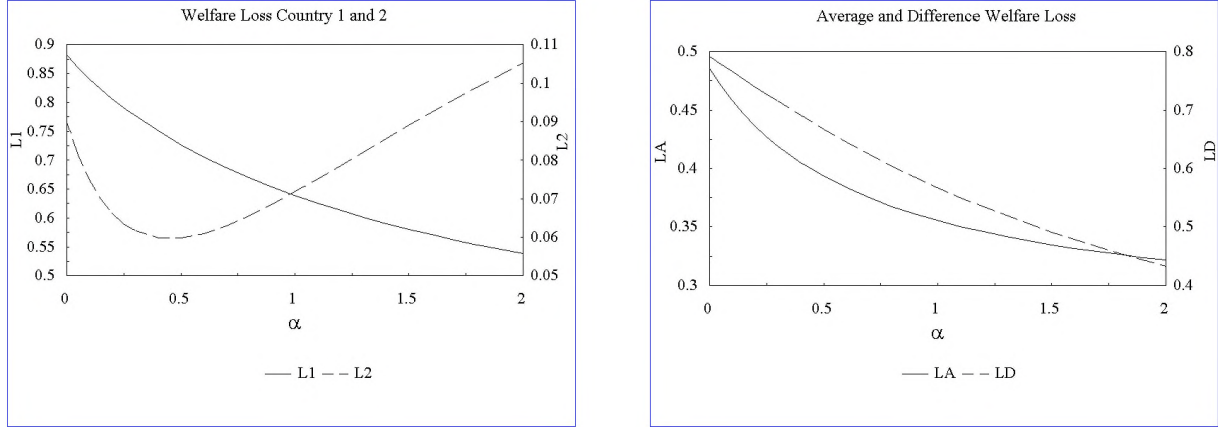 Welfare Loss Country 1 and 2
0.9
0.85
0.8
0.75
0.7
0.65
0.6
0.55
0.5
L1
0.11
0.1
0.09
0.08
0.07
0.06
0.05
L2
0 0.5 1 1.5 2
α
L1 L2
Average and Difference Welfare Loss
0.5
0.45
0.4
0.35
0.3
LA
0.8
0.7
0.6
0.5
0.4
LD
0 0.5 1 1.5 2
α
LA LD